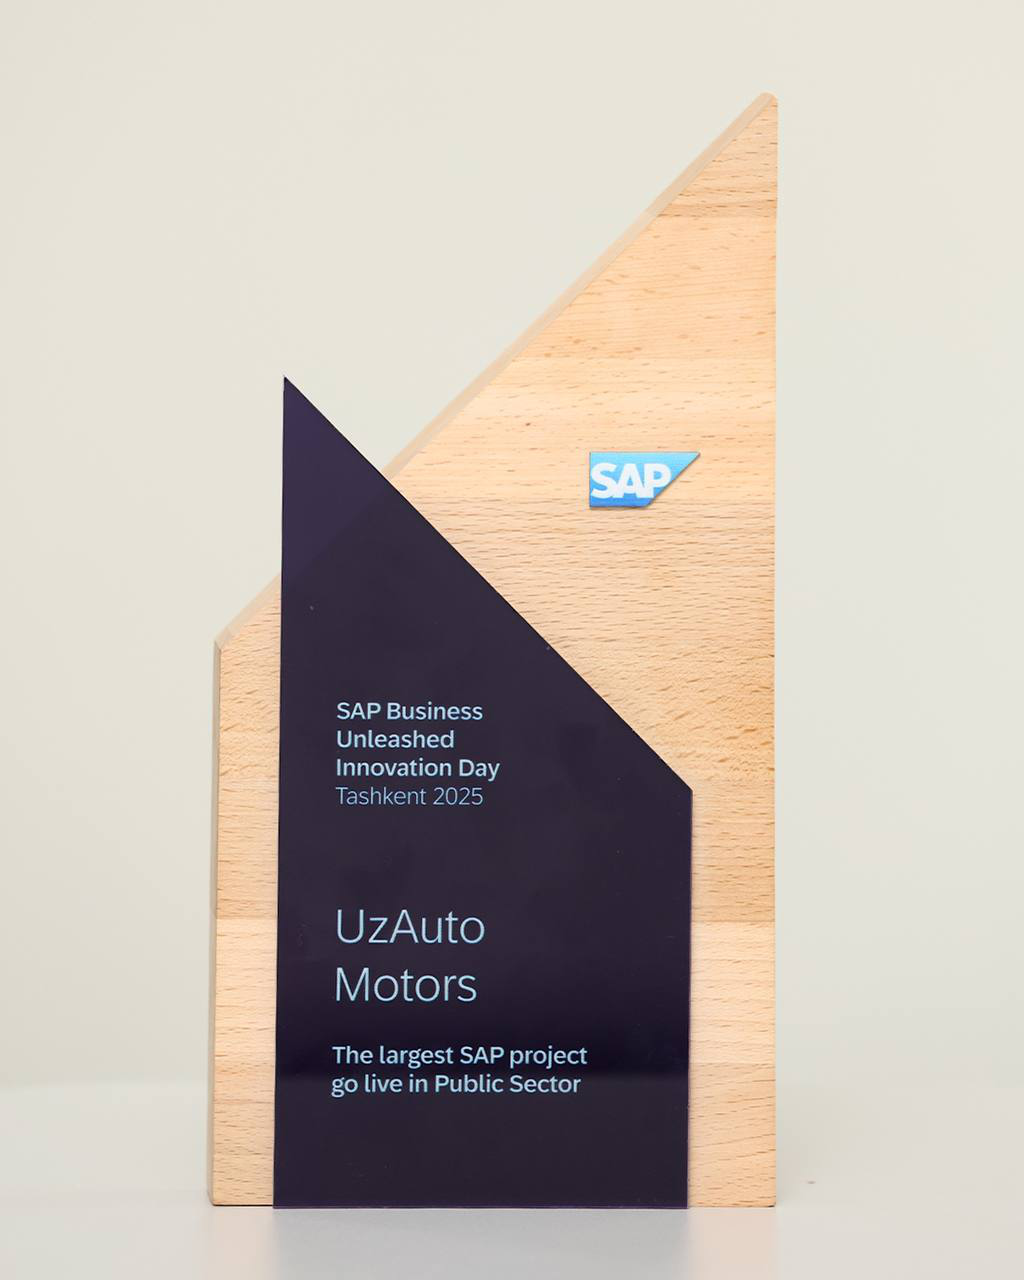 SAP
SAP Business
Unleashed
Innovation Day
Tashkent 2025
UzAuto
Motors
The largest SAP project
go live in Public Sector